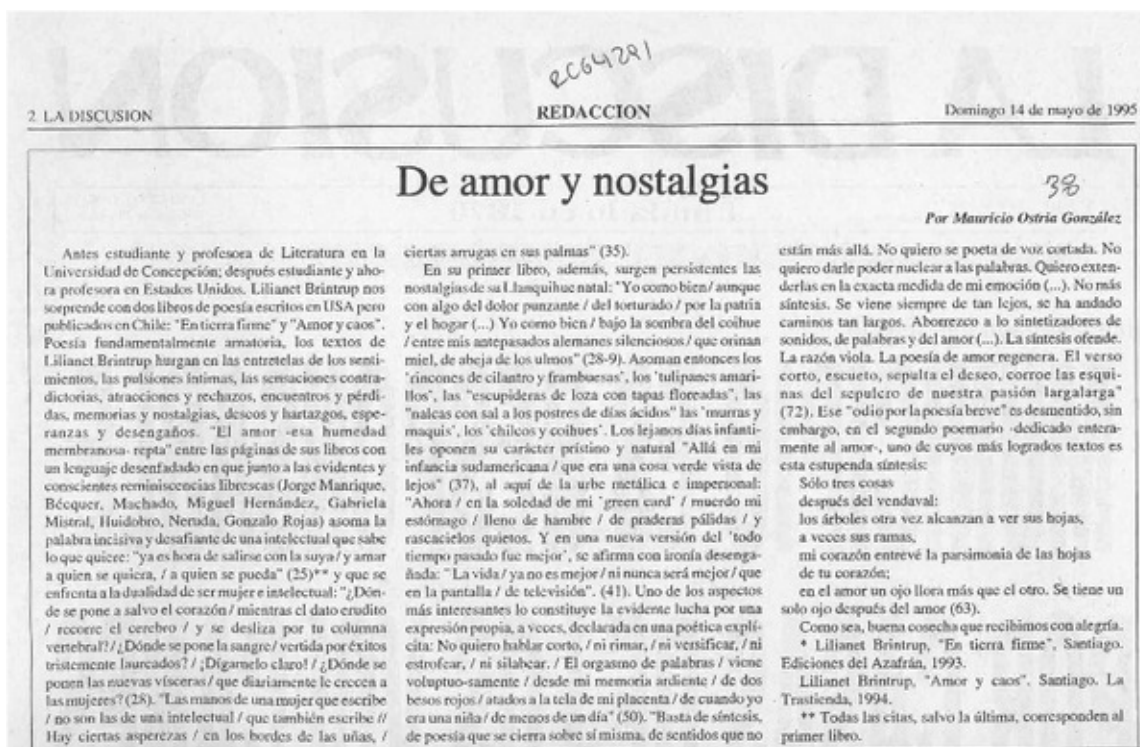 RC64291
2 LA DISCUSION
REDACCION
Domingo 14 de mayo de 1995
De amor y nostalgias
38
Por Mauricio Ostria González
Antes estudiante y profesora de Literatura en la
Universidad de Concepción; después estudiante y aho-
ra profesora en Estados Unidos. Lilianet Brintrup nos
sorprende con dos libros de poesía escritos en USA pero
publicados en Chile: "En tierra firme" y "Amor y caos".
Poesía fundamentalmente amatoria, los textos de
Lilianet Brintrup hurgan en las entretelas de los senti-
mientos, las pulsiones íntimas, las sensaciones contra-
dictorias, atracciones y rechazos, encuentros y pérdi-
das, memorias y nostalgias, deseos y hartazgos, espe-
ranzas y desengaños. "El amor -esa humedad
membranosa- repta" entre las páginas de sus libros con
un lenguaje desenfadado en que junto a las evidentes y
conscientes reminiscencias librescas (Jorge Manrique,
Bécquer, Machado, Miguel Hernández, Gabriela
Mistral, Huidobro, Neruda, Gonzalo Rojas) asoma la
palabra incisiva y desafiante de una intelectual que sabe
lo que quiere: "ya es hora de salirse con la suya / y amar
a quien se quiera, / a quien se pueda" (25)** y que se
enfrenta a la dualidad de ser mujer e intelectual: "¿Dón-
de se pone a salvo el corazón / mientras el dato erudito
/ recorre el cerebro / y se desliza por tu columna
vertebral? / ¿Dónde se pone la sangre / vertida por éxitos
tristemente laureados? / ¡Dígamelo claro! / ¿Dónde se
ponen las nuevas vísceras / que diariamente le crecen a
las mujeres? (28). "Las manos de una mujer que escribe
/ no son las de una intelectual / que también escribe //
Hay ciertas asperezas / en los bordes de las uñas, /
ciertas arrugas en sus palmas" (35).
En su primer libro, además, surgen persistentes las
nostalgias de su Llanquihue natal: "Yo como bien / aunque
con algo del dolor punzante / del torturado / por la patria
y el hogar (...) Yo como bien / bajo la sombra del coihue
/ entre mis antepasados alemanes silenciosos / que orinan
miel, de abeja de los ulmos" (28-9). Asoman entonces los
'rincones de cilantro y frambuesas', los 'tulipanes amari-
llos', las "escupideras de loza con tapas floreadas", las
"nalcas con sal a los postres de días ácidos" las 'murras y
maquis', los 'chilcos y coihues'. Los lejanos días infanti-
les oponen su carácter prístino y natural "Allá en mi
infancia sudamericana / que era una cosa verde vista de
lejos" (37), al aquí de la urbe metálica e impersonal:
"Ahora / en la soledad de mi 'green card' / muerdo mi
estómago / lleno de hambre / de praderas pálidas / y
rascacielos quietos. Y en una nueva versión del 'todo
tiempo pasado fue mejor', se afirma con ironía desenga-
ñada: "La vida / ya no es mejor / ni nunca será mejor / que
en la pantalla / de televisión". (41). Uno de los aspectos
más interesantes lo constituye la evidente lucha por una
expresión propia, a veces, declarada en una poética explí-
cita: No quiero hablar corto, / ni rimar, / ni versificar, / ni
estrofear, / ni silabear. / El orgasmo de palabras / viene
voluptuo-samente / desde mi memoria ardiente / de dos
besos rojos / atados a la tela de mi placenta / de cuando yo
era una niña / de menos de un día" (50). "Basta de síntesis,
de poesía que se cierra sobre sí misma, de sentidos que no
están más allá. No quiero se poeta de voz cortada. No
quiero darle poder nuclear a las palabras. Quiero exten-
derlas en la exacta medida de mi emoción (...). No más
síntesis. Se viene siempre de tan lejos, se ha andado
caminos tan largos. Aborrezco a lo sintetizadores de
sonidos, de palabras y del amor (...). La síntesis ofende.
La razón viola. La poesía de amor regenera. El verso
corto, escueto, sepulta el deseo, corroe las esqui-
nas del sepulcro de nuestra pasión largalarga"
(72). Ese "odio por la poesía breve" es desmentido, sin
embargo, en el segundo poemario -dedicado entera-
mente al amor-, uno de cuyos más logrados textos es
esta estupenda síntesis:
Sólo tres cosas
después del vendaval:
los árboles otra vez alcanzan a ver sus hojas,
a veces sus ramas,
mi corazón entrevé la parsimonia de las hojas
de tu corazón;
en el amor un ojo llora más que el otro. Se tiene un
solo ojo después del amor (63).
Como sea, buena cosecha que recibimos con alegría.
* Lilianet Brintrup, "En tierra firme", Santiago.
Ediciones del Azafrán, 1993.
Lilianet Brintrup, "Amor y caos". Santiago. La
Trastienda, 1994.
** Todas las citas, salvo la última, corresponden al
primer libro.